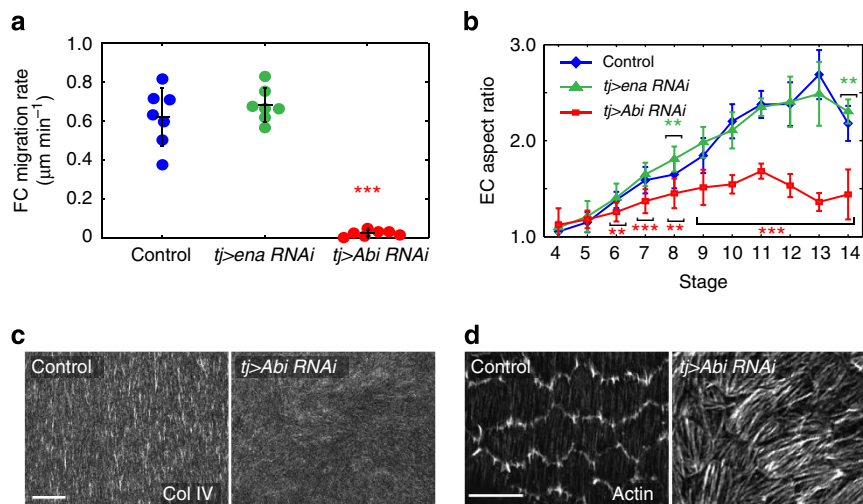 a
FC migration rate
(μm min⁻¹)
1.0
0.8
0.6
0.4
0.2
0
***
Control
tj>ena RNAi
tj>Abi RNAi
b
EC aspect ratio
3.0
2.0
1.0
Control
tj>ena RNAi
tj>Abi RNAi
**
**
** *** ** ***
4 5 6 7 8 9 10 11 12 13 14
Stage
c
Control
tj>Abi RNAi
Col IV
d
Control
tj>Abi RNAi
Actin